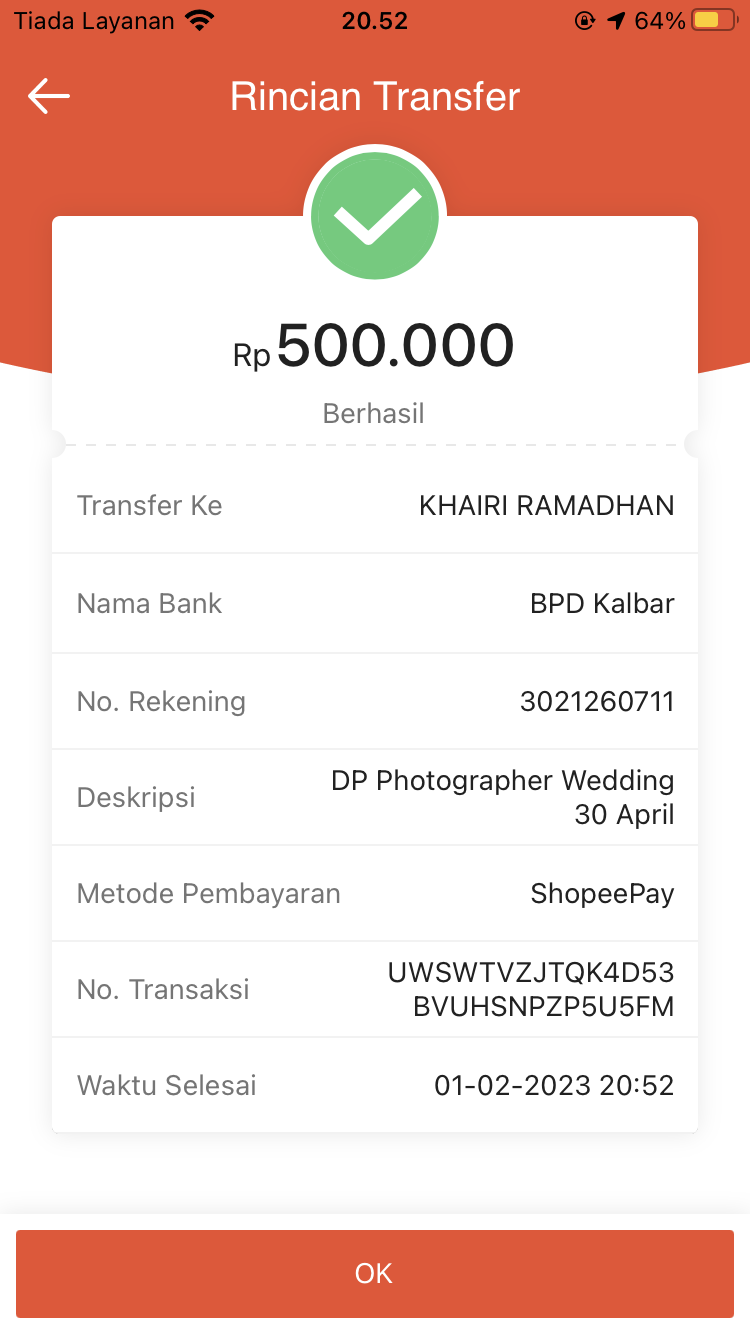 Tiada Layanan 20.52 64%
Rincian Transfer
Rp 500.000
Berhasil
Transfer Ke KHAIRI RAMADHAN
Nama Bank BPD Kalbar
No. Rekening 3021260711
Deskripsi DP Photographer Wedding
30 April
Metode Pembayaran ShopeePay
No. Transaksi UWSWTVZJTQK4D53
BVUHSNPZP5U5FM
Waktu Selesai 01-02-2023 20:52
OK